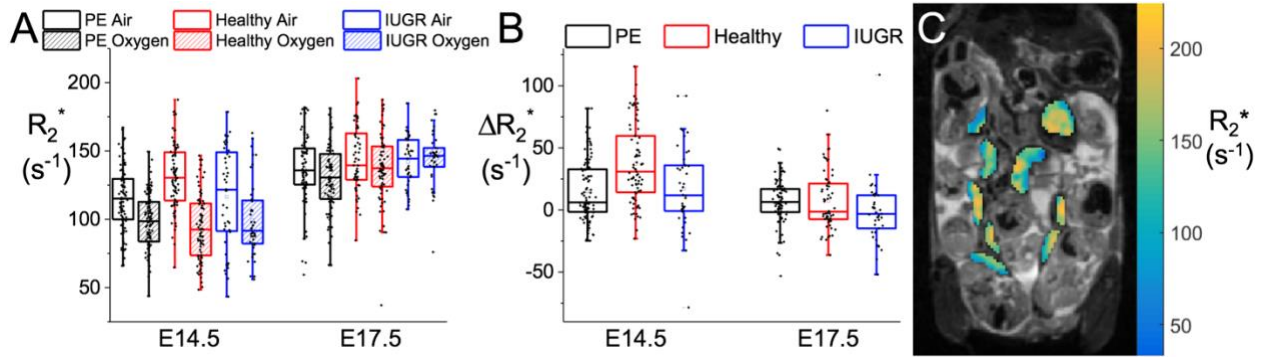 A
PE Air Healthy Air IUGR Air
PE Oxygen Healthy Oxygen IUGR Oxygen
R₂*
(s⁻¹)
200
150
100
50
E14.5 E17.5
B
PE Healthy IUGR
ΔR₂*
(s⁻¹)
100
50
0
-50
E14.5 E17.5
C
200
150
100
50
R₂*
(s⁻¹)